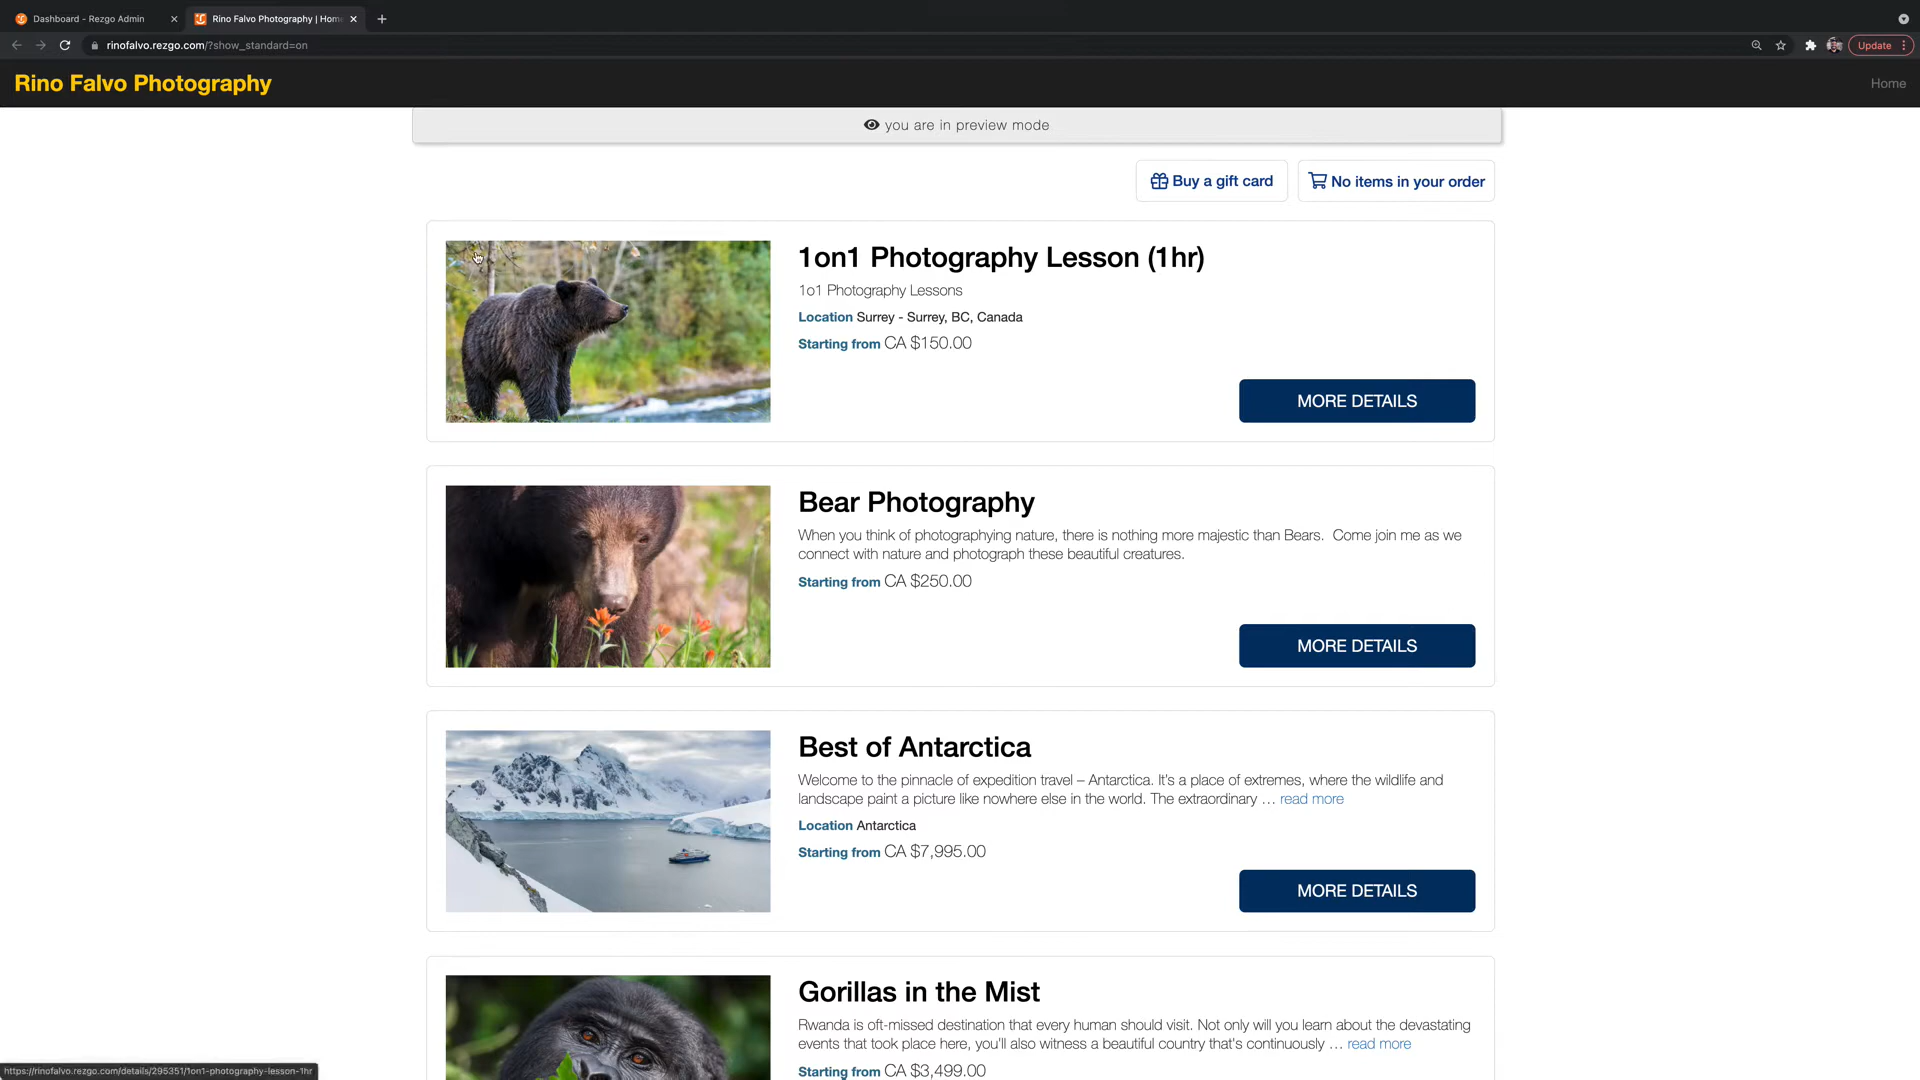 Dashboard - Rezgo Admin
Rino Falvo Photography | Home
rinofalvo.rezgo.com/?show_standard=on
Update
Rino Falvo Photography
Home
you are in preview mode
Buy a gift card
No items in your order
1on1 Photography Lesson (1hr)
1o1 Photography Lessons
Location Surrey - Surrey, BC, Canada
Starting from CA $150.00
MORE DETAILS
Bear Photography
When you think of photographying nature, there is nothing more majestic than Bears. Come join me as we
connect with nature and photograph these beautiful creatures.
Starting from CA $250.00
MORE DETAILS
Best of Antarctica
Welcome to the pinnacle of expedition travel – Antarctica. It's a place of extremes, where the wildlife and
landscape paint a picture like nowhere else in the world. The extraordinary … read more
Location Antarctica
Starting from CA $7,995.00
MORE DETAILS
Gorillas in the Mist
Rwanda is oft-missed destination that every human should visit. Not only will you learn about the devastating
events that took place here, you'll also witness a beautiful country that's continuously … read more
Starting from CA $3,499.00
https://rinofalvo.rezgo.com/details/295351/1on1-photography-lesson-1hr